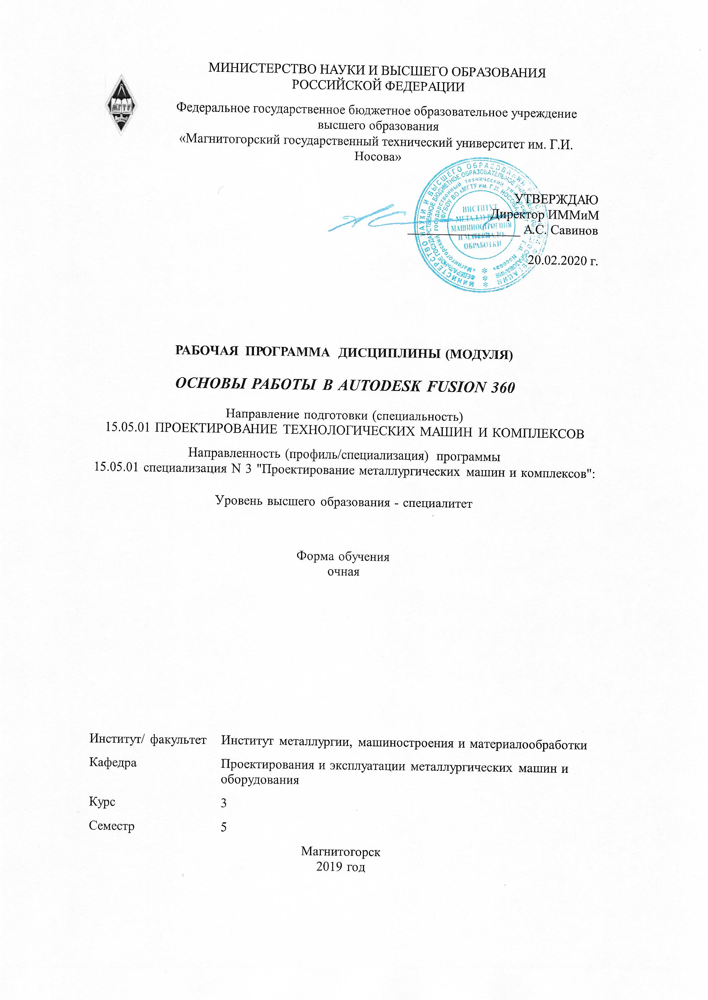 МИНИСТЕРСТВО НАУКИ И ВЫСШЕГО ОБРАЗОВАНИЯ
РОССИЙСКОЙ ФЕДЕРАЦИИ
МГТУ
Федеральное государственное бюджетное образовательное учреждение
высшего образования
«Магнитогорский государственный технический университет им. Г.И.
Носова»
ИНСТИТУТ
МАШИНОСТРОЕНИЯ
ОБРАБОТКИ
УТВЕРЖДАЮ
Директор ИММиМ
А.С. Савинов
20.02.2020 г.
РАБОЧАЯ ПРОГРАММА ДИСЦИПЛИНЫ (МОДУЛЯ)
ОСНОВЫ РАБОТЫ В AUTODESK FUSION 360
Направление подготовки (специальность)
15.05.01 ПРОЕКТИРОВАНИЕ ТЕХНОЛОГИЧЕСКИХ МАШИН И КОМПЛЕКСОВ
Направленность (профиль/специализация) программы
15.05.01 специализация N 3 "Проектирование металлургических машин и комплексов":
Уровень высшего образования - специалитет
Форма обучения
очная
Институт/ факультет Институт металлургии, машиностроения и материалообработки
Кафедра Проектирования и эксплуатации металлургических машин и
оборудования
Курс 3
Семестр 5
Магнитогорск
2019 год